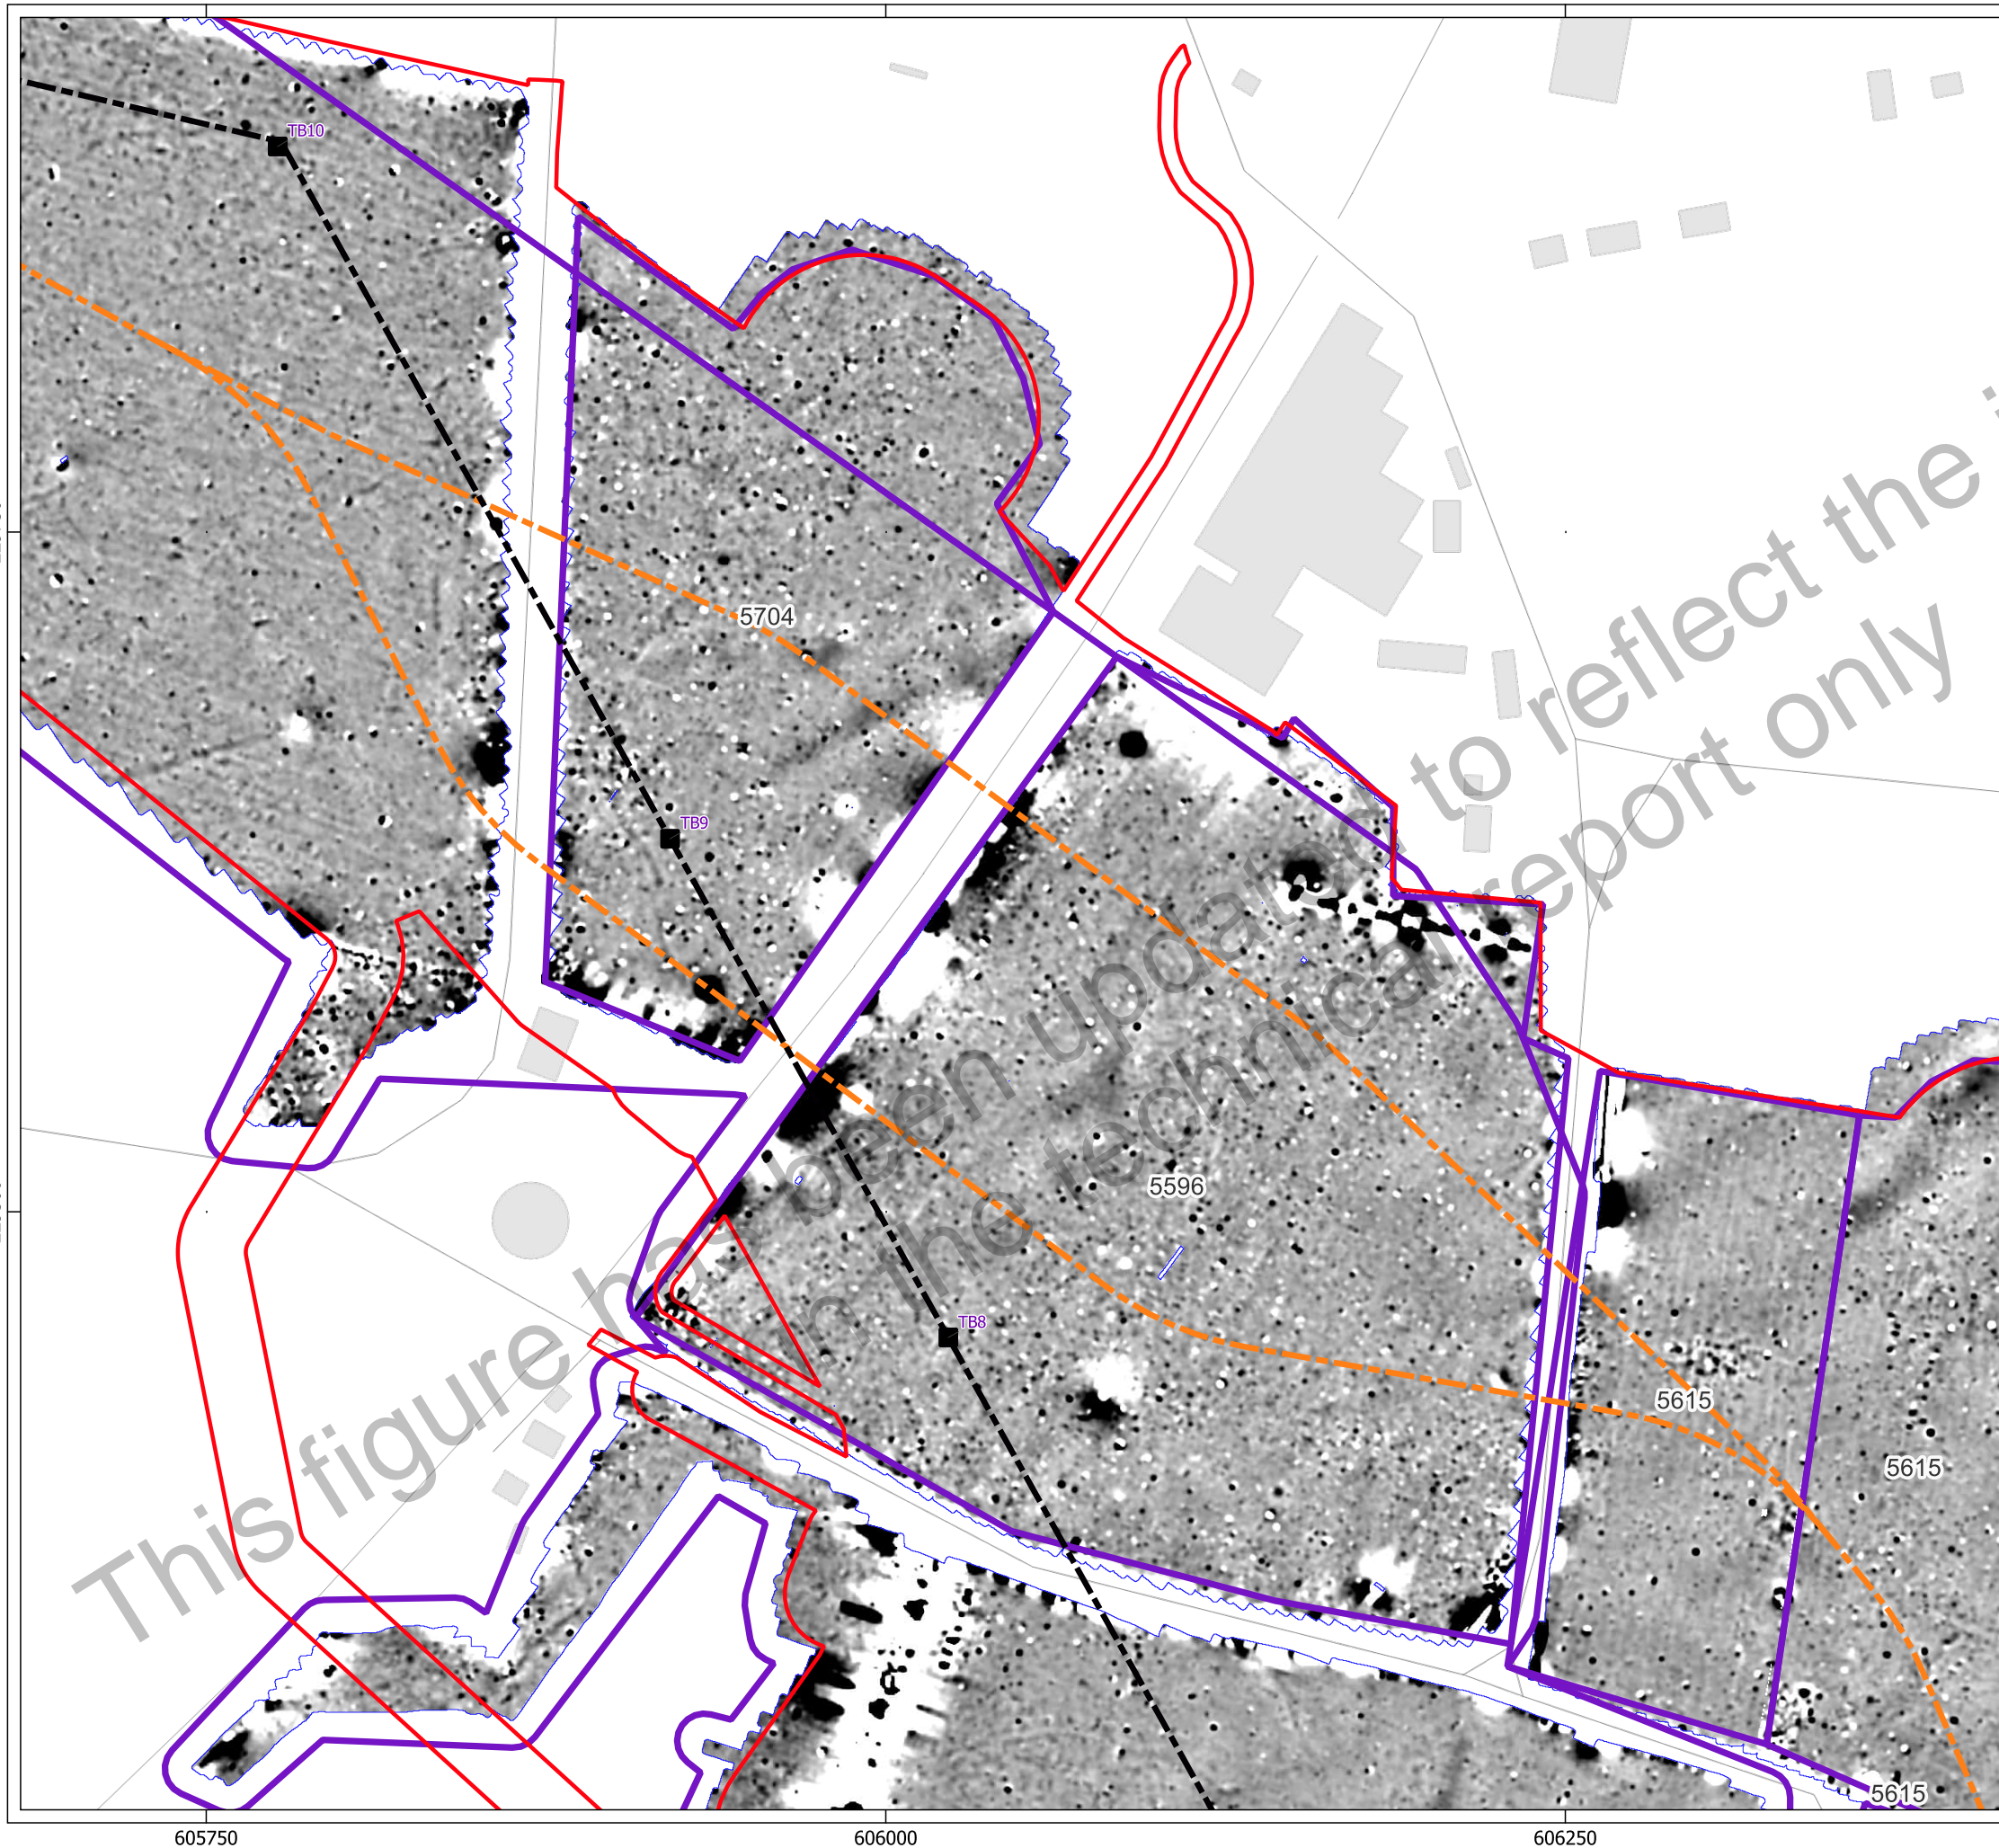 TB10
5704
TB9
5596
TB8
5615
5615
5615
This figure has been updated to reflect the
in the technical report only
605750
606000
606250